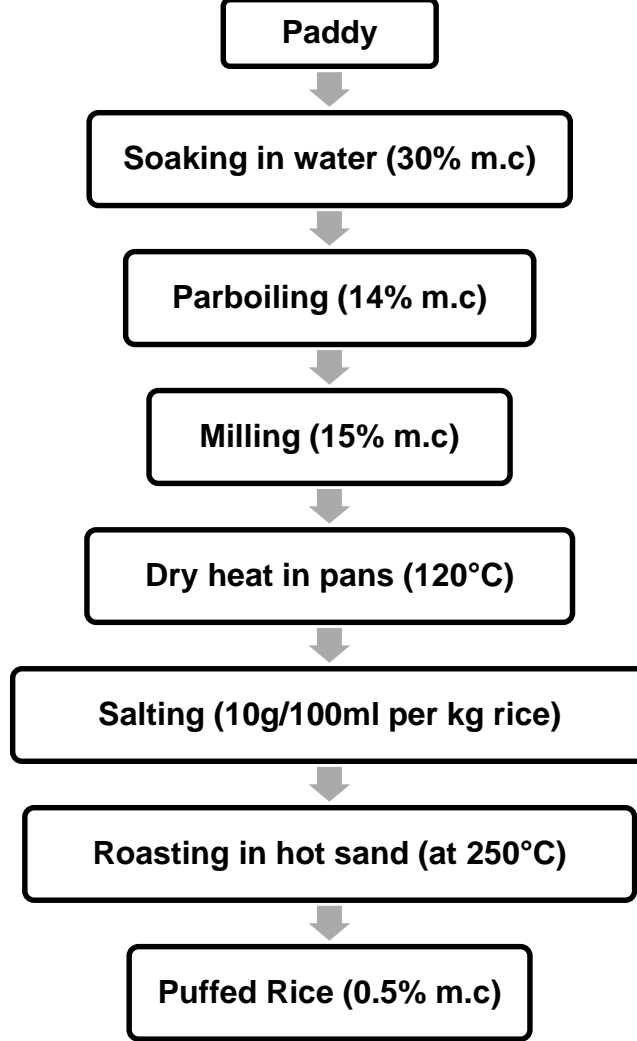 Paddy
Soaking in water (30% m.c)
Parboiling (14% m.c)
Milling (15% m.c)
Dry heat in pans (120°C)
Salting (10g/100ml per kg rice)
Roasting in hot sand (at 250°C)
Puffed Rice (0.5% m.c)